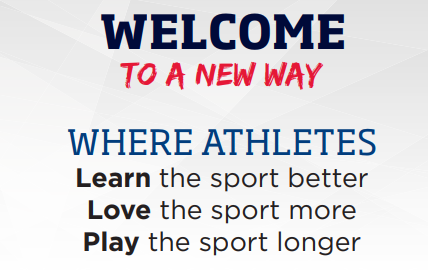 WELCOME
TO A NEW WAY
WHERE ATHLETES
Learn the sport better
Love the sport more
Play the sport longer